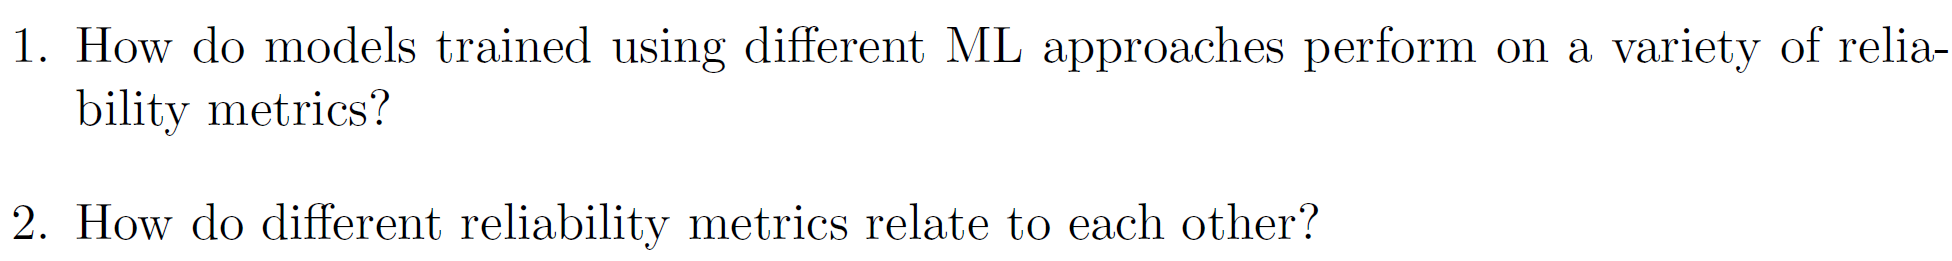 1. How do models trained using different ML approaches perform on a variety of relia-
bility metrics?
2. How do different reliability metrics relate to each other?